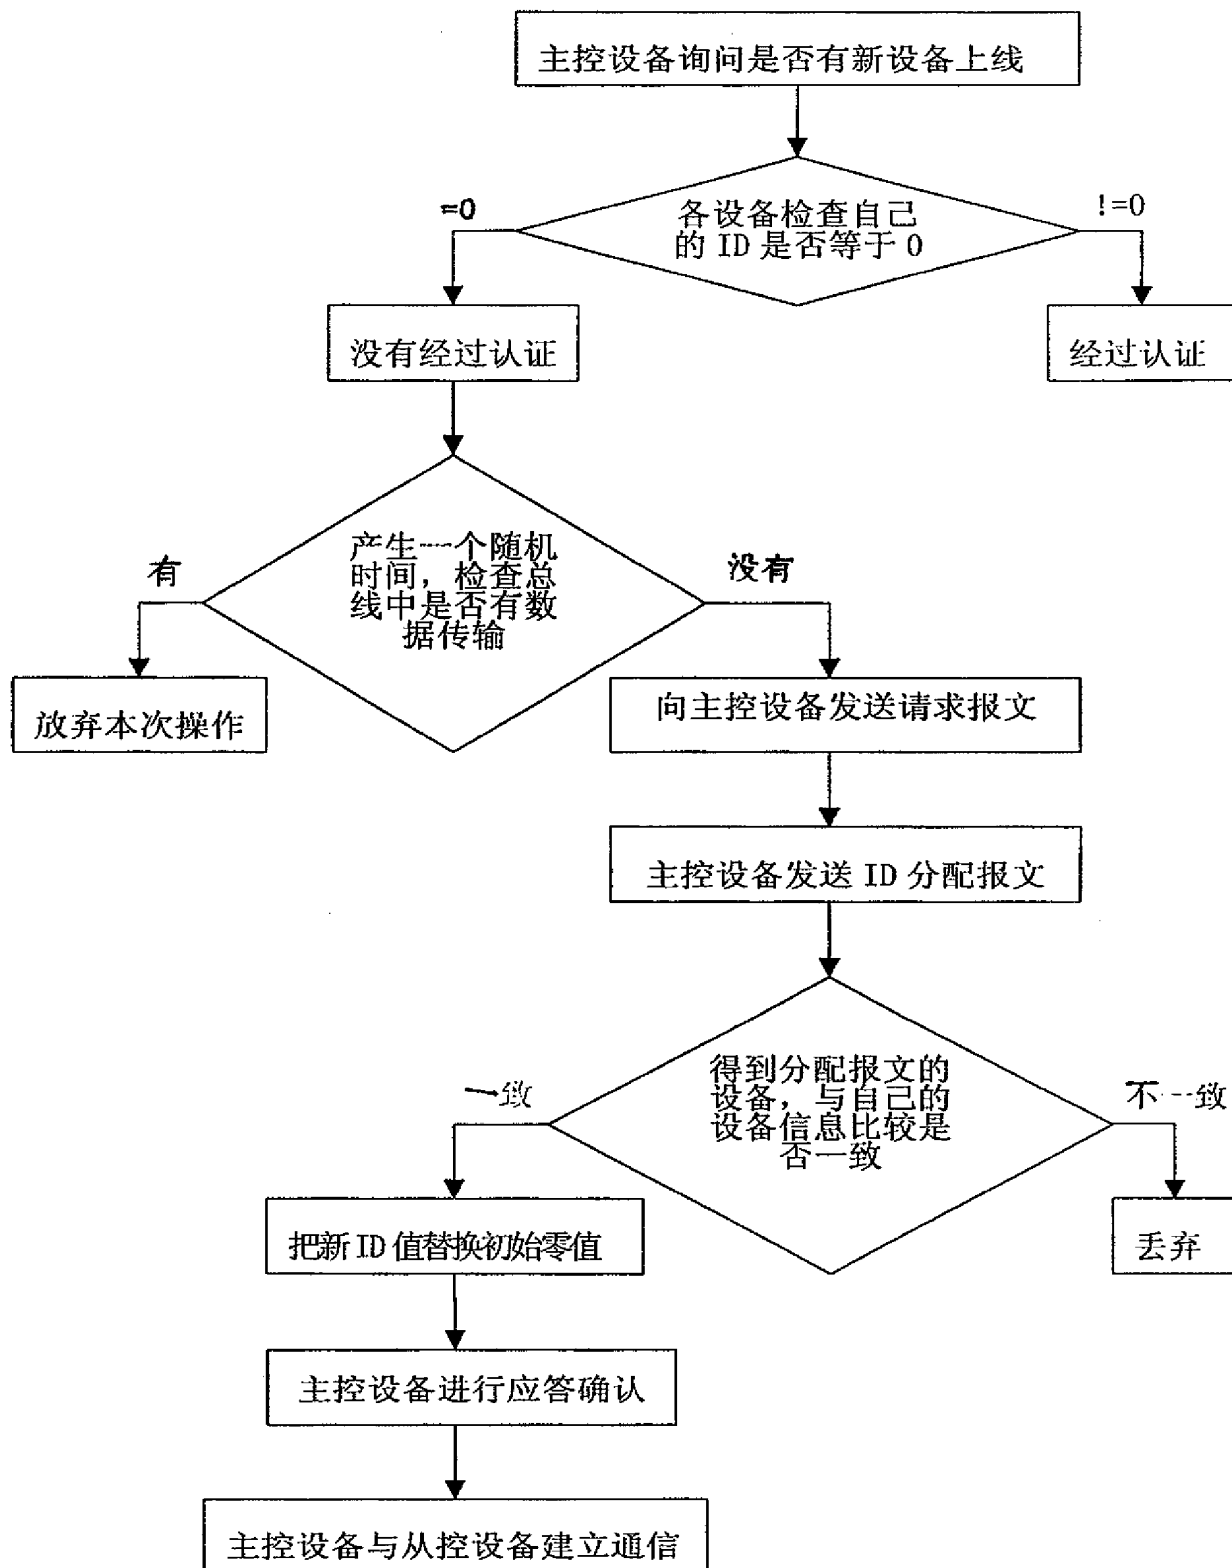 主控设备询问是否有新设备上线
各设备检查自己
的 ID 是否等于 0
=0
!=0
没有经过认证
经过认证
产生一个随机
时间，检查总
线中是否有数
据传输
有
没有
放弃本次操作
向主控设备发送请求报文
主控设备发送 ID 分配报文
得到分配报文的
设备，与自己的
设备信息比较是
否一致
一致
不一致
把新 ID 值替换初始零值
丢弃
主控设备进行应答确认
主控设备与从控设备建立通信